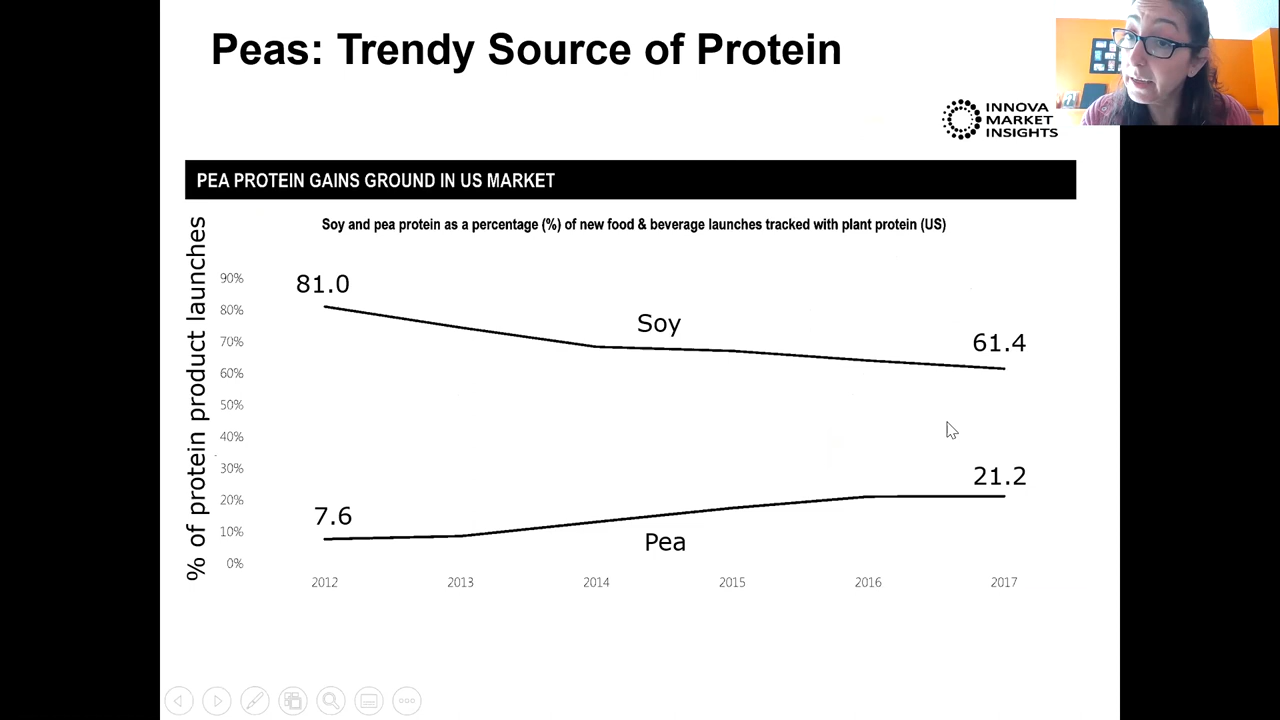 Peas: Trendy Source of Protein
INNOVA
MARKET
INSIGHTS
PEA PROTEIN GAINS GROUND IN US MARKET
Soy and pea protein as a percentage (%) of new food & beverage launches tracked with plant protein (US)
% of protein product launches
90%
80%
70%
60%
50%
40%
30%
20%
10%
0%
81.0
Soy
61.4
21.2
7.6
Pea
2012 2013 2014 2015 2016 2017